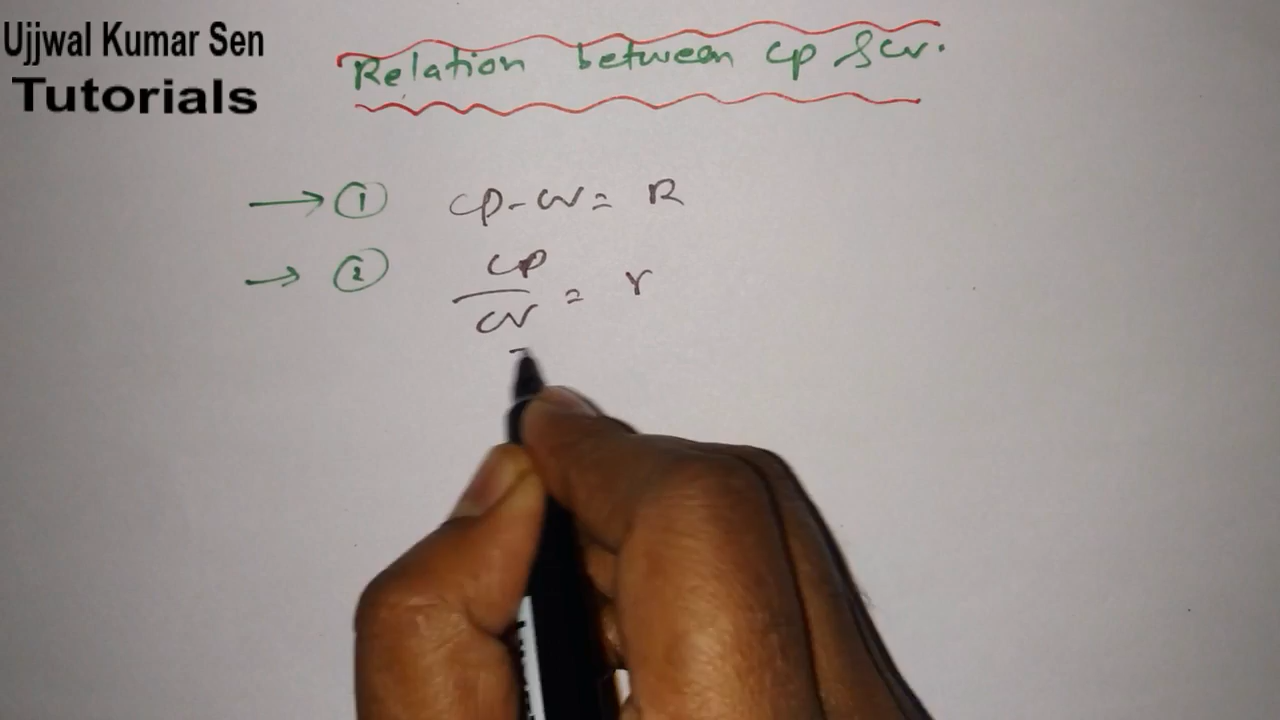 Ujjwal Kumar Sen
Tutorials
Relation between Cp & Cv.
→ ① Cp - Cv = R
→ ② Cp
Cv = γ